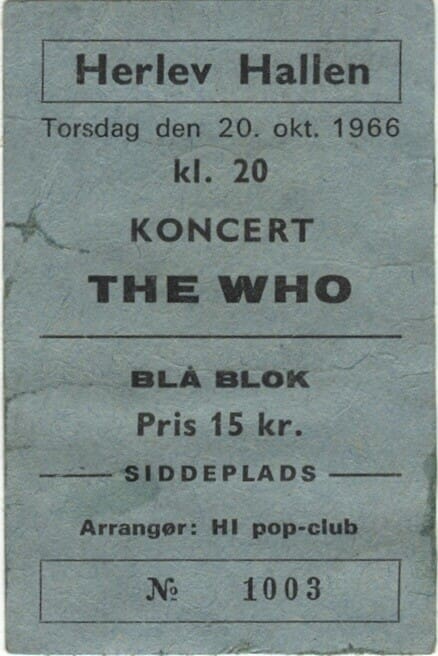 Herlev Hallen
Torsdag den 20. okt. 1966
kl. 20
KONCERT
THE WHO
BLÅ BLOK
Pris 15 kr.
SIDDEPLADS
Arrangør: HI pop-club
№ 1003